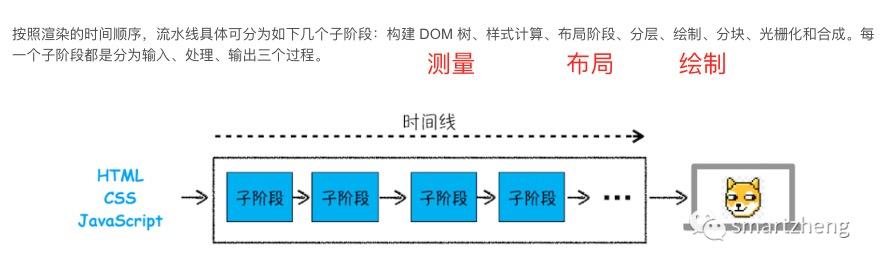 按照渲染的时间顺序，流水线具体可分为如下几个子阶段：构建 DOM 树、样式计算、布局阶段、分层、绘制、分块、光栅化和合成。每
一个子阶段都是分为输入、处理、输出三个过程。
测量 布局 绘制
时间线
HTML
CSS
JavaScript
子阶段 子阶段 子阶段 子阶段 ···
smartzheng